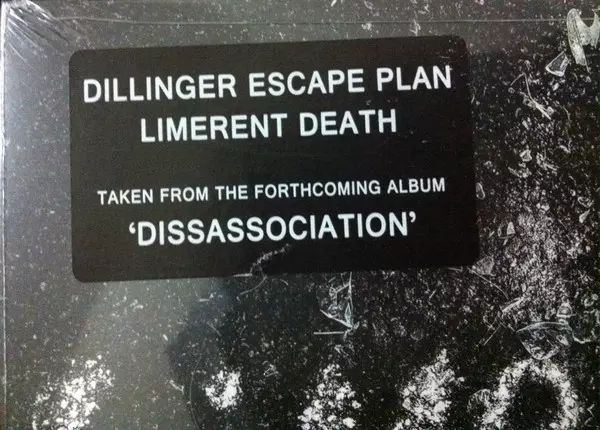 DILLINGER ESCAPE PLAN
LIMERENT DEATH
TAKEN FROM THE FORTHCOMING ALBUM
‘DISSASSOCIATION’